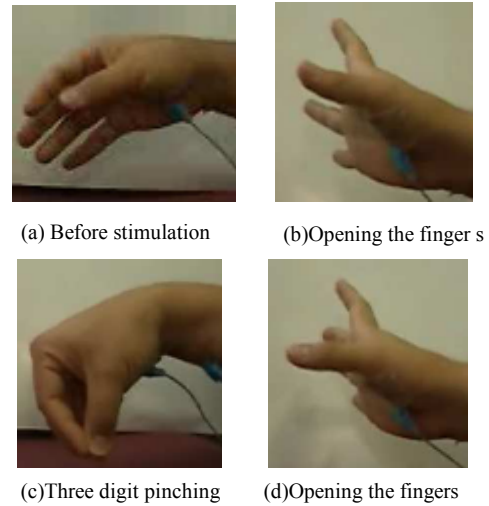 (a) Before stimulation
(b)Opening the finger s
(c)Three digit pinching
(d)Opening the fingers